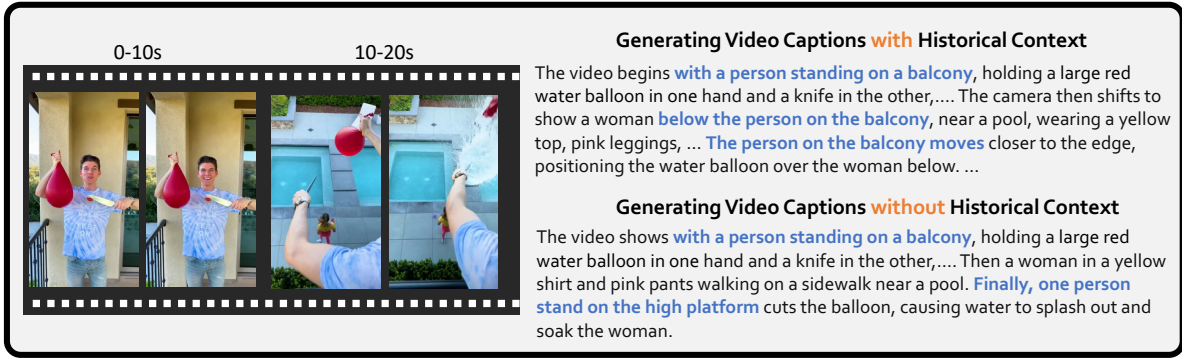 0-10s
10-20s
Generating Video Captions with Historical Context
The video begins with a person standing on a balcony, holding a large red
water balloon in one hand and a knife in the other,.... The camera then shifts to
show a woman below the person on the balcony, near a pool, wearing a yellow
top, pink leggings, ... The person on the balcony moves closer to the edge,
positioning the water balloon over the woman below. ...
Generating Video Captions without Historical Context
The video shows with a person standing on a balcony, holding a large red
water balloon in one hand and a knife in the other,.... Then a woman in a yellow
shirt and pink pants walking on a sidewalk near a pool. Finally, one person
stand on the high platform cuts the balloon, causing water to splash out and
soak the woman.